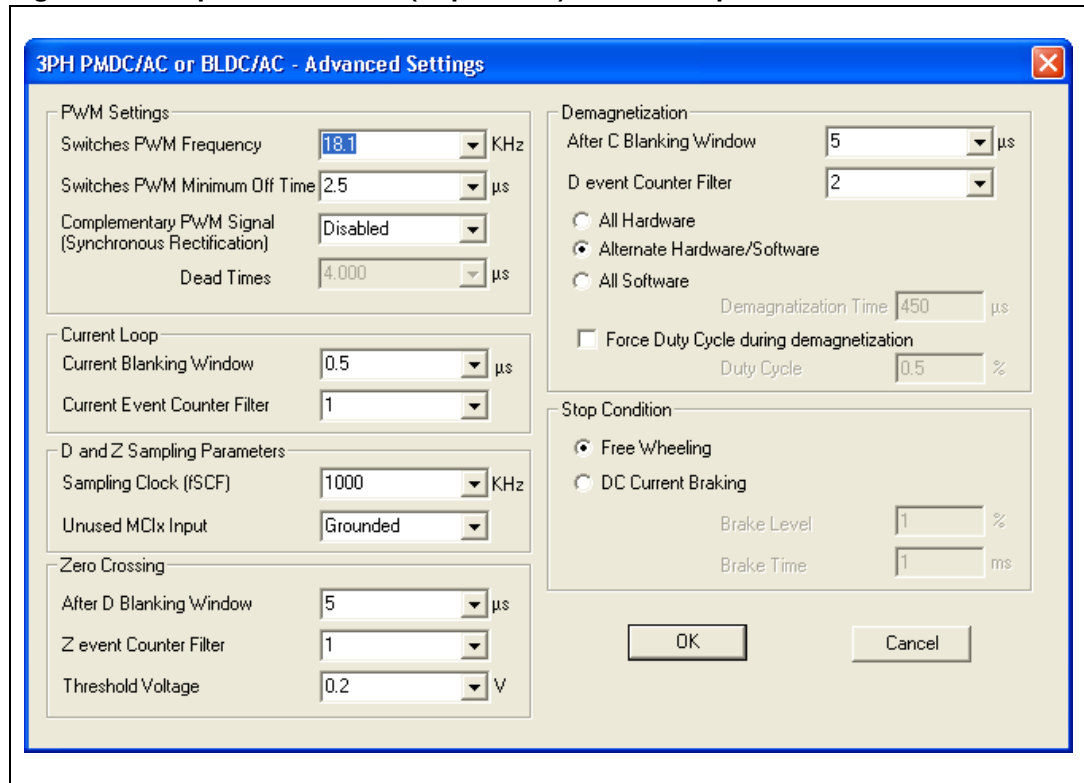 3PH PMDC/AC or BLDC/AC - Advanced Settings
PWM Settings
Switches PWM Frequency 18.1 KHz
Switches PWM Minimum Off Time 2.5 µs
Complementary PWM Signal
(Synchronous Rectification) Disabled
Dead Times 4.000 µs
Current Loop
Current Blanking Window 0.5 µs
Current Event Counter Filter 1
D and Z Sampling Parameters
Sampling Clock (fSCF) 1000 KHz
Unused MCIx Input Grounded
Zero Crossing
After D Blanking Window 5 µs
Z event Counter Filter 1
Threshold Voltage 0.2 V
Demagnetization
After C Blanking Window 5 µs
D event Counter Filter 2
All Hardware
Alternate Hardware/Software
All Software
Demagnatization Time 450 µs
Force Duty Cycle during demagnetization
Duty Cycle 0.5 %
Stop Condition
Free Wheeling
DC Current Braking
Brake Level 1 %
Brake Time 1 ms
OK Cancel